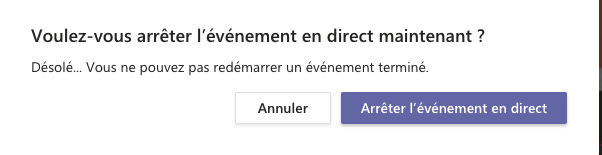 Voulez-vous arrêter l’événement en direct maintenant ?
Désolé... Vous ne pouvez pas redémarrer un événement terminé.
Annuler
Arrêter l’événement en direct